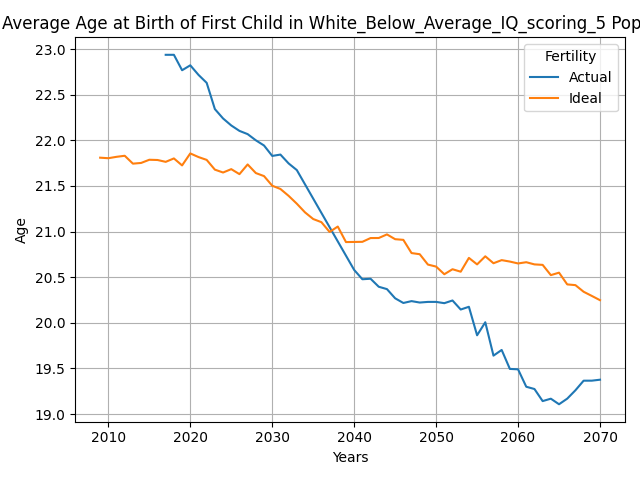 Average Age at Birth of First Child in White_Below_Average_IQ_scoring_5 Pop
Fertility
Actual
Ideal
23.0
22.5
22.0
21.5
21.0
20.5
20.0
19.5
19.0
Age
2010 2020 2030 2040 2050 2060 2070
Years